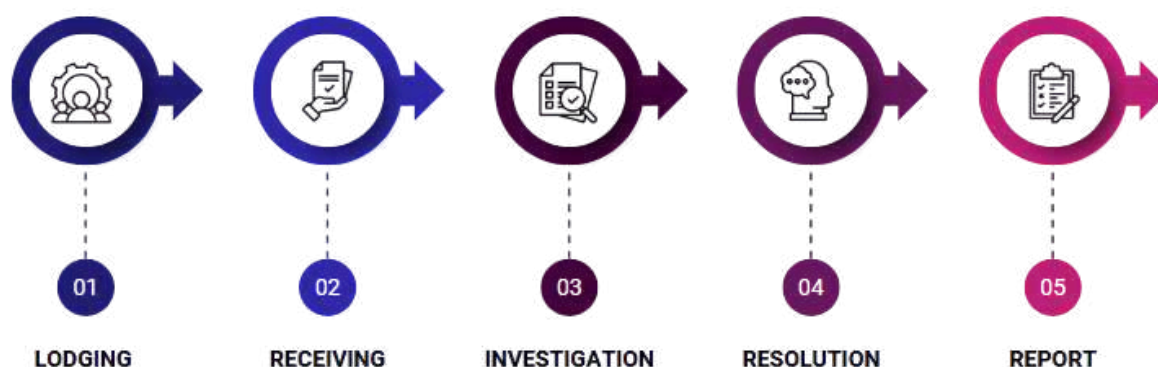 01 02 03 04 05
LODGING RECEIVING INVESTIGATION RESOLUTION REPORT